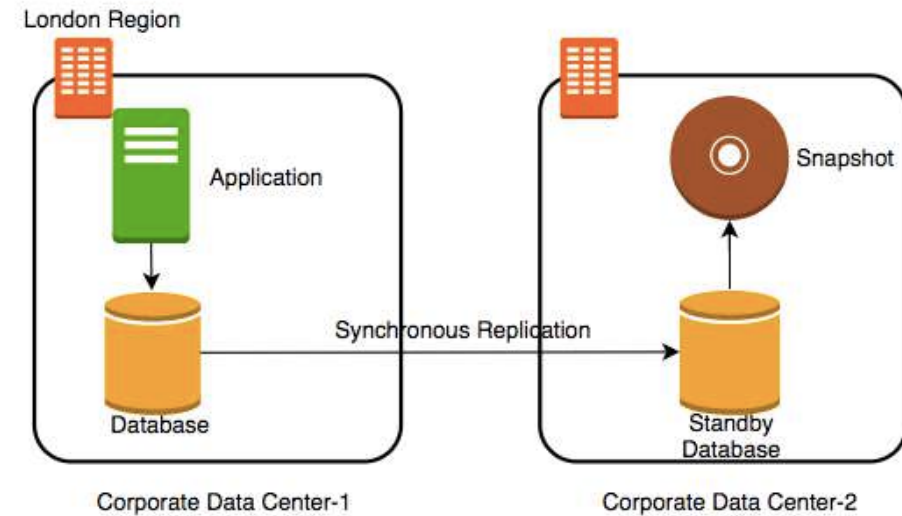 London Region
Application
Snapshot
Synchronous Replication
Database
Standby
Database
Corporate Data Center-1
Corporate Data Center-2